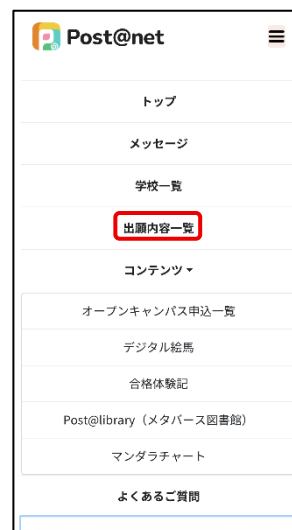 Post@net
トップ
メッセージ
学校一覧
出願内容一覧
コンテンツ
オープンキャンパス申込一覧
デジタル絵馬
合格体験記
Post@library（メタバース図書館）
マンダラチャート
よくあるご質問